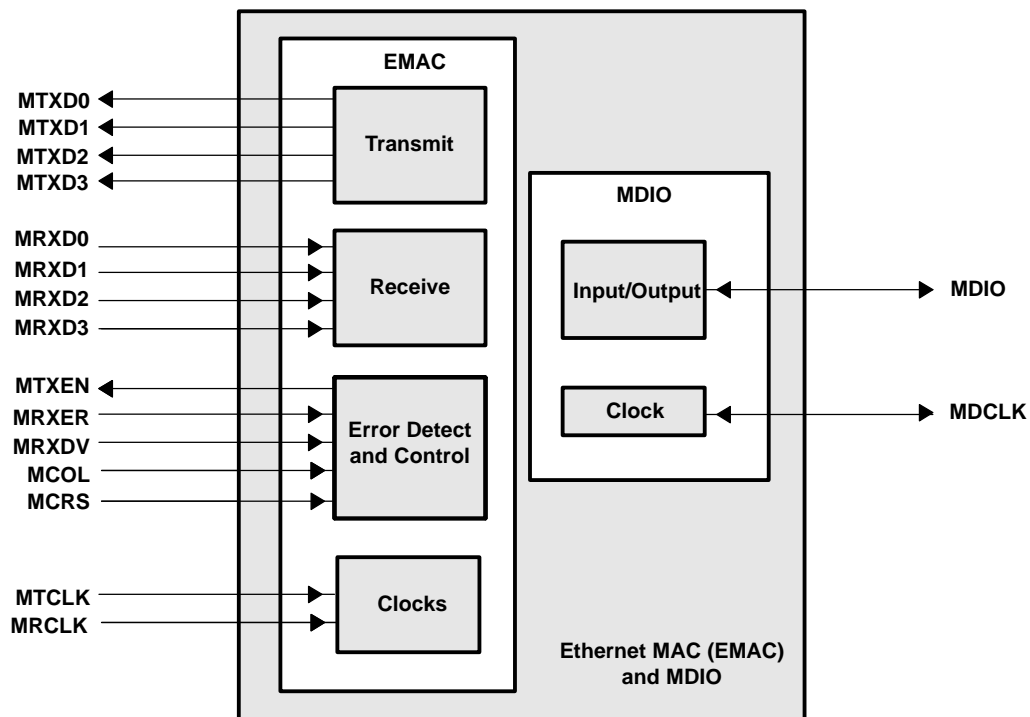 EMAC
MTXD0
MTXD1
MTXD2
MTXD3
Transmit
MRXD0
MRXD1
MRXD2
MRXD3
Receive
MTXEN
MRXER
MRXDV
MCOL
MCRS
Error Detect
and Control
MTCLK
MRCLK
Clocks
MDIO
Input/Output
MDIO
Clock
MDCLK
Ethernet MAC (EMAC)
and MDIO